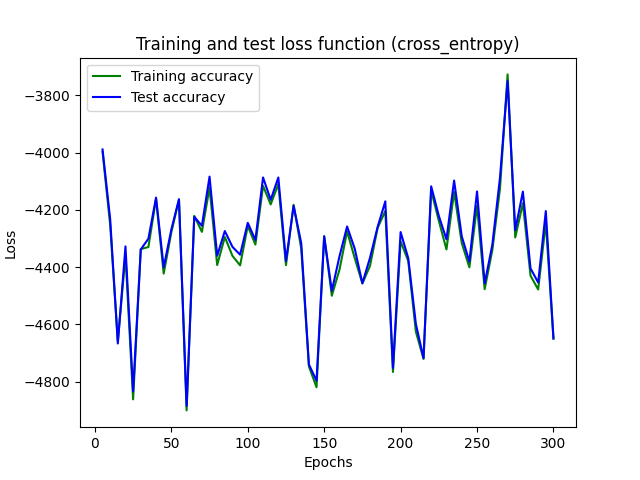 Training and test loss function (cross_entropy)
Training accuracy
Test accuracy
−3800
−4000
−4200
−4400
−4600
−4800
Loss
0 50 100 150 200 250 300
Epochs